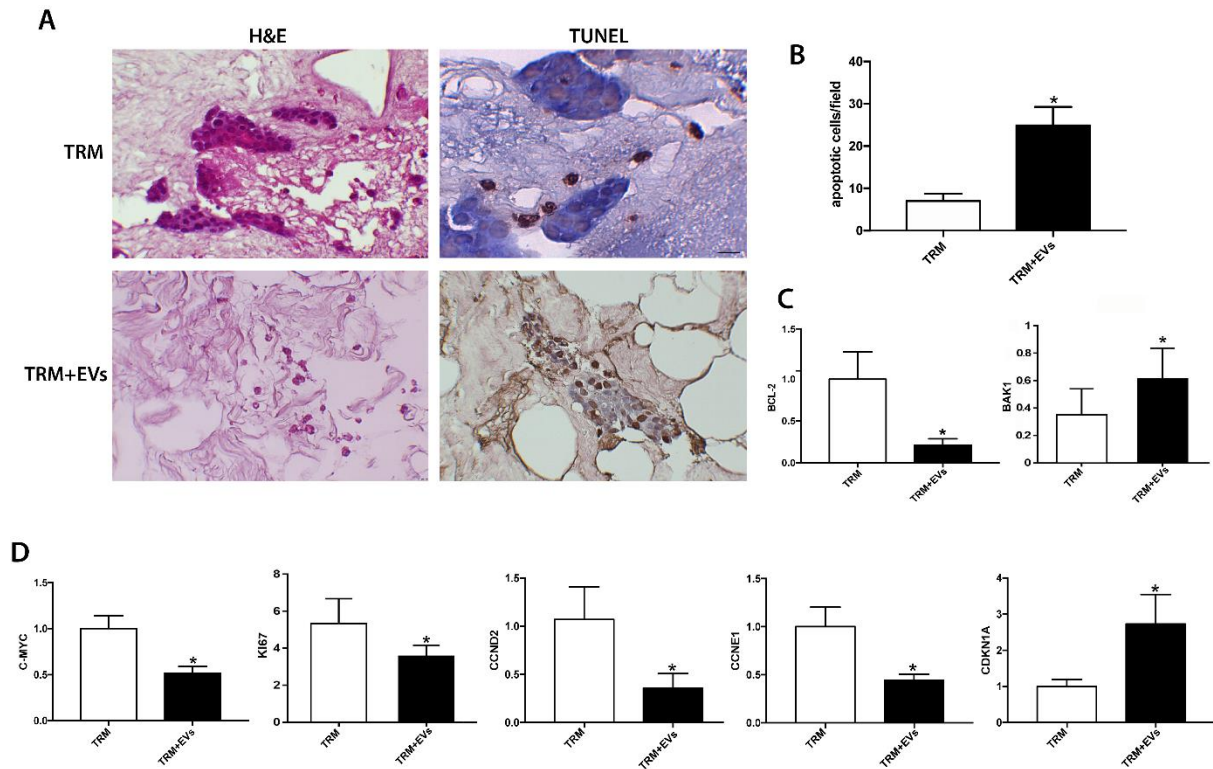 A
H&E
TUNEL
TRM
TRM+EVs
B
apoptotic cells/field
40
30
20
10
0
TRM
TRM+EVs
*
C
BCL-2
1.5
1.0
0.5
0.0
TRM
TRM+EVs
*
BAK1
1
0.8
0.6
0.4
0.2
0
TRM
TRM+EVs
*
D
C-MYC
1.5
1.0
0.5
0.0
TRM
TRM+EVs
*
KI67
8
6
4
2
0
TRM
TRM+EVs
*
CCND2
1.5
1.0
0.5
0.0
TRM
TRM+EVs
*
CCNE1
1.5
1.0
0.5
0.0
TRM
TRM+EVs
*
CDKN1A
4
3
2
1
0
TRM
TRM+EVs
*